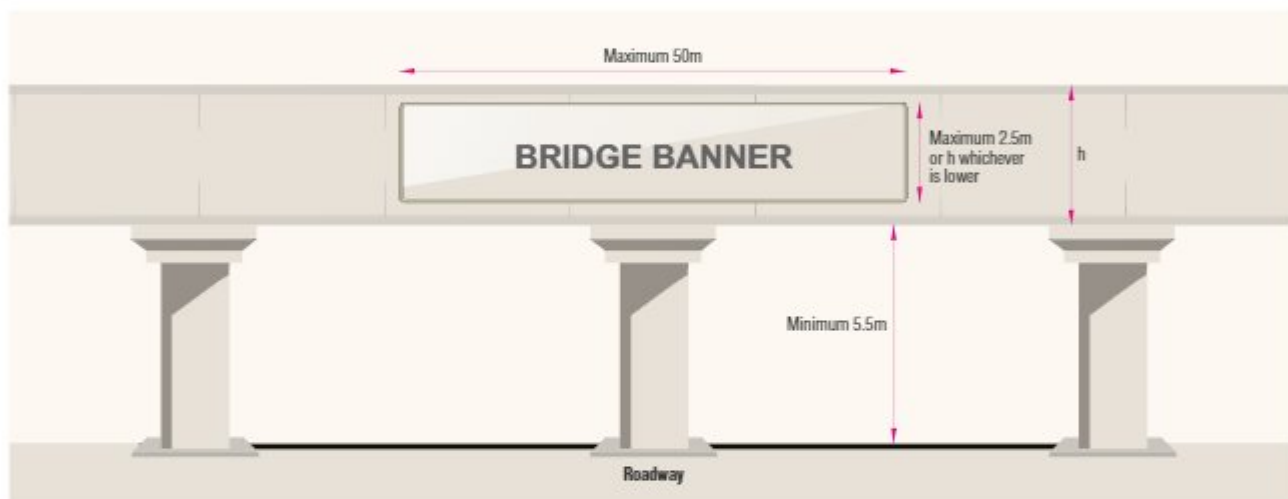 Maximum 50m
BRIDGE BANNER
Maximum 2.5m
or h whichever
is lower
h
Minimum 5.5m
Roadway